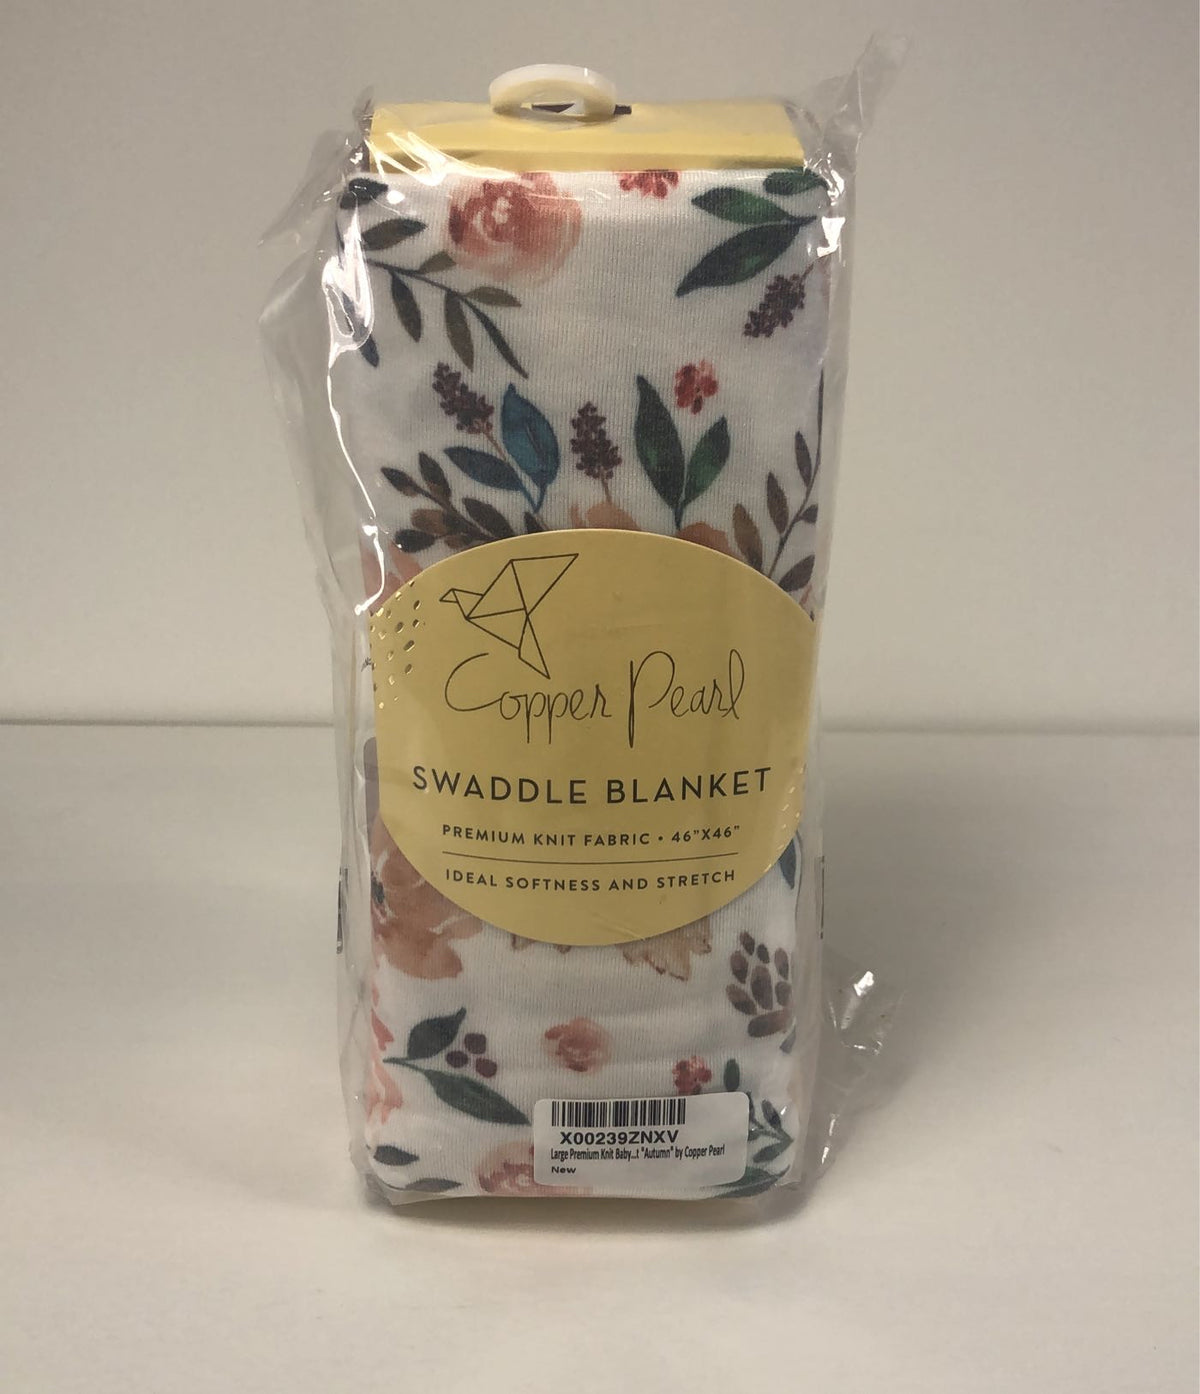 Copper Pearl
SWADDLE BLANKET
PREMIUM KNIT FABRIC • 46"X46"
IDEAL SOFTNESS AND STRETCH
X00239ZNXV
Large Premium Knit Baby...t "Autumn" by Copper Pearl
New